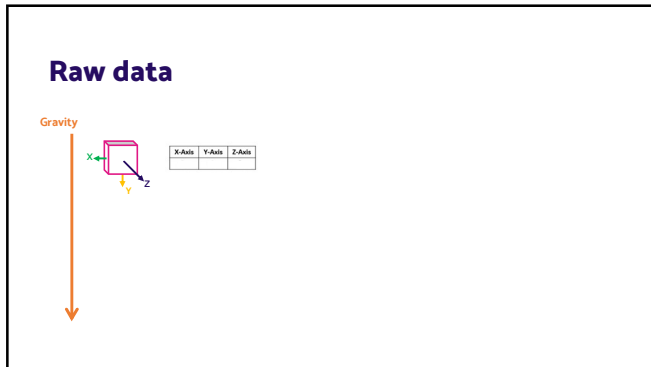 Raw data
Gravity
X
Y
Z
X-Axis Y-Axis Z-Axis